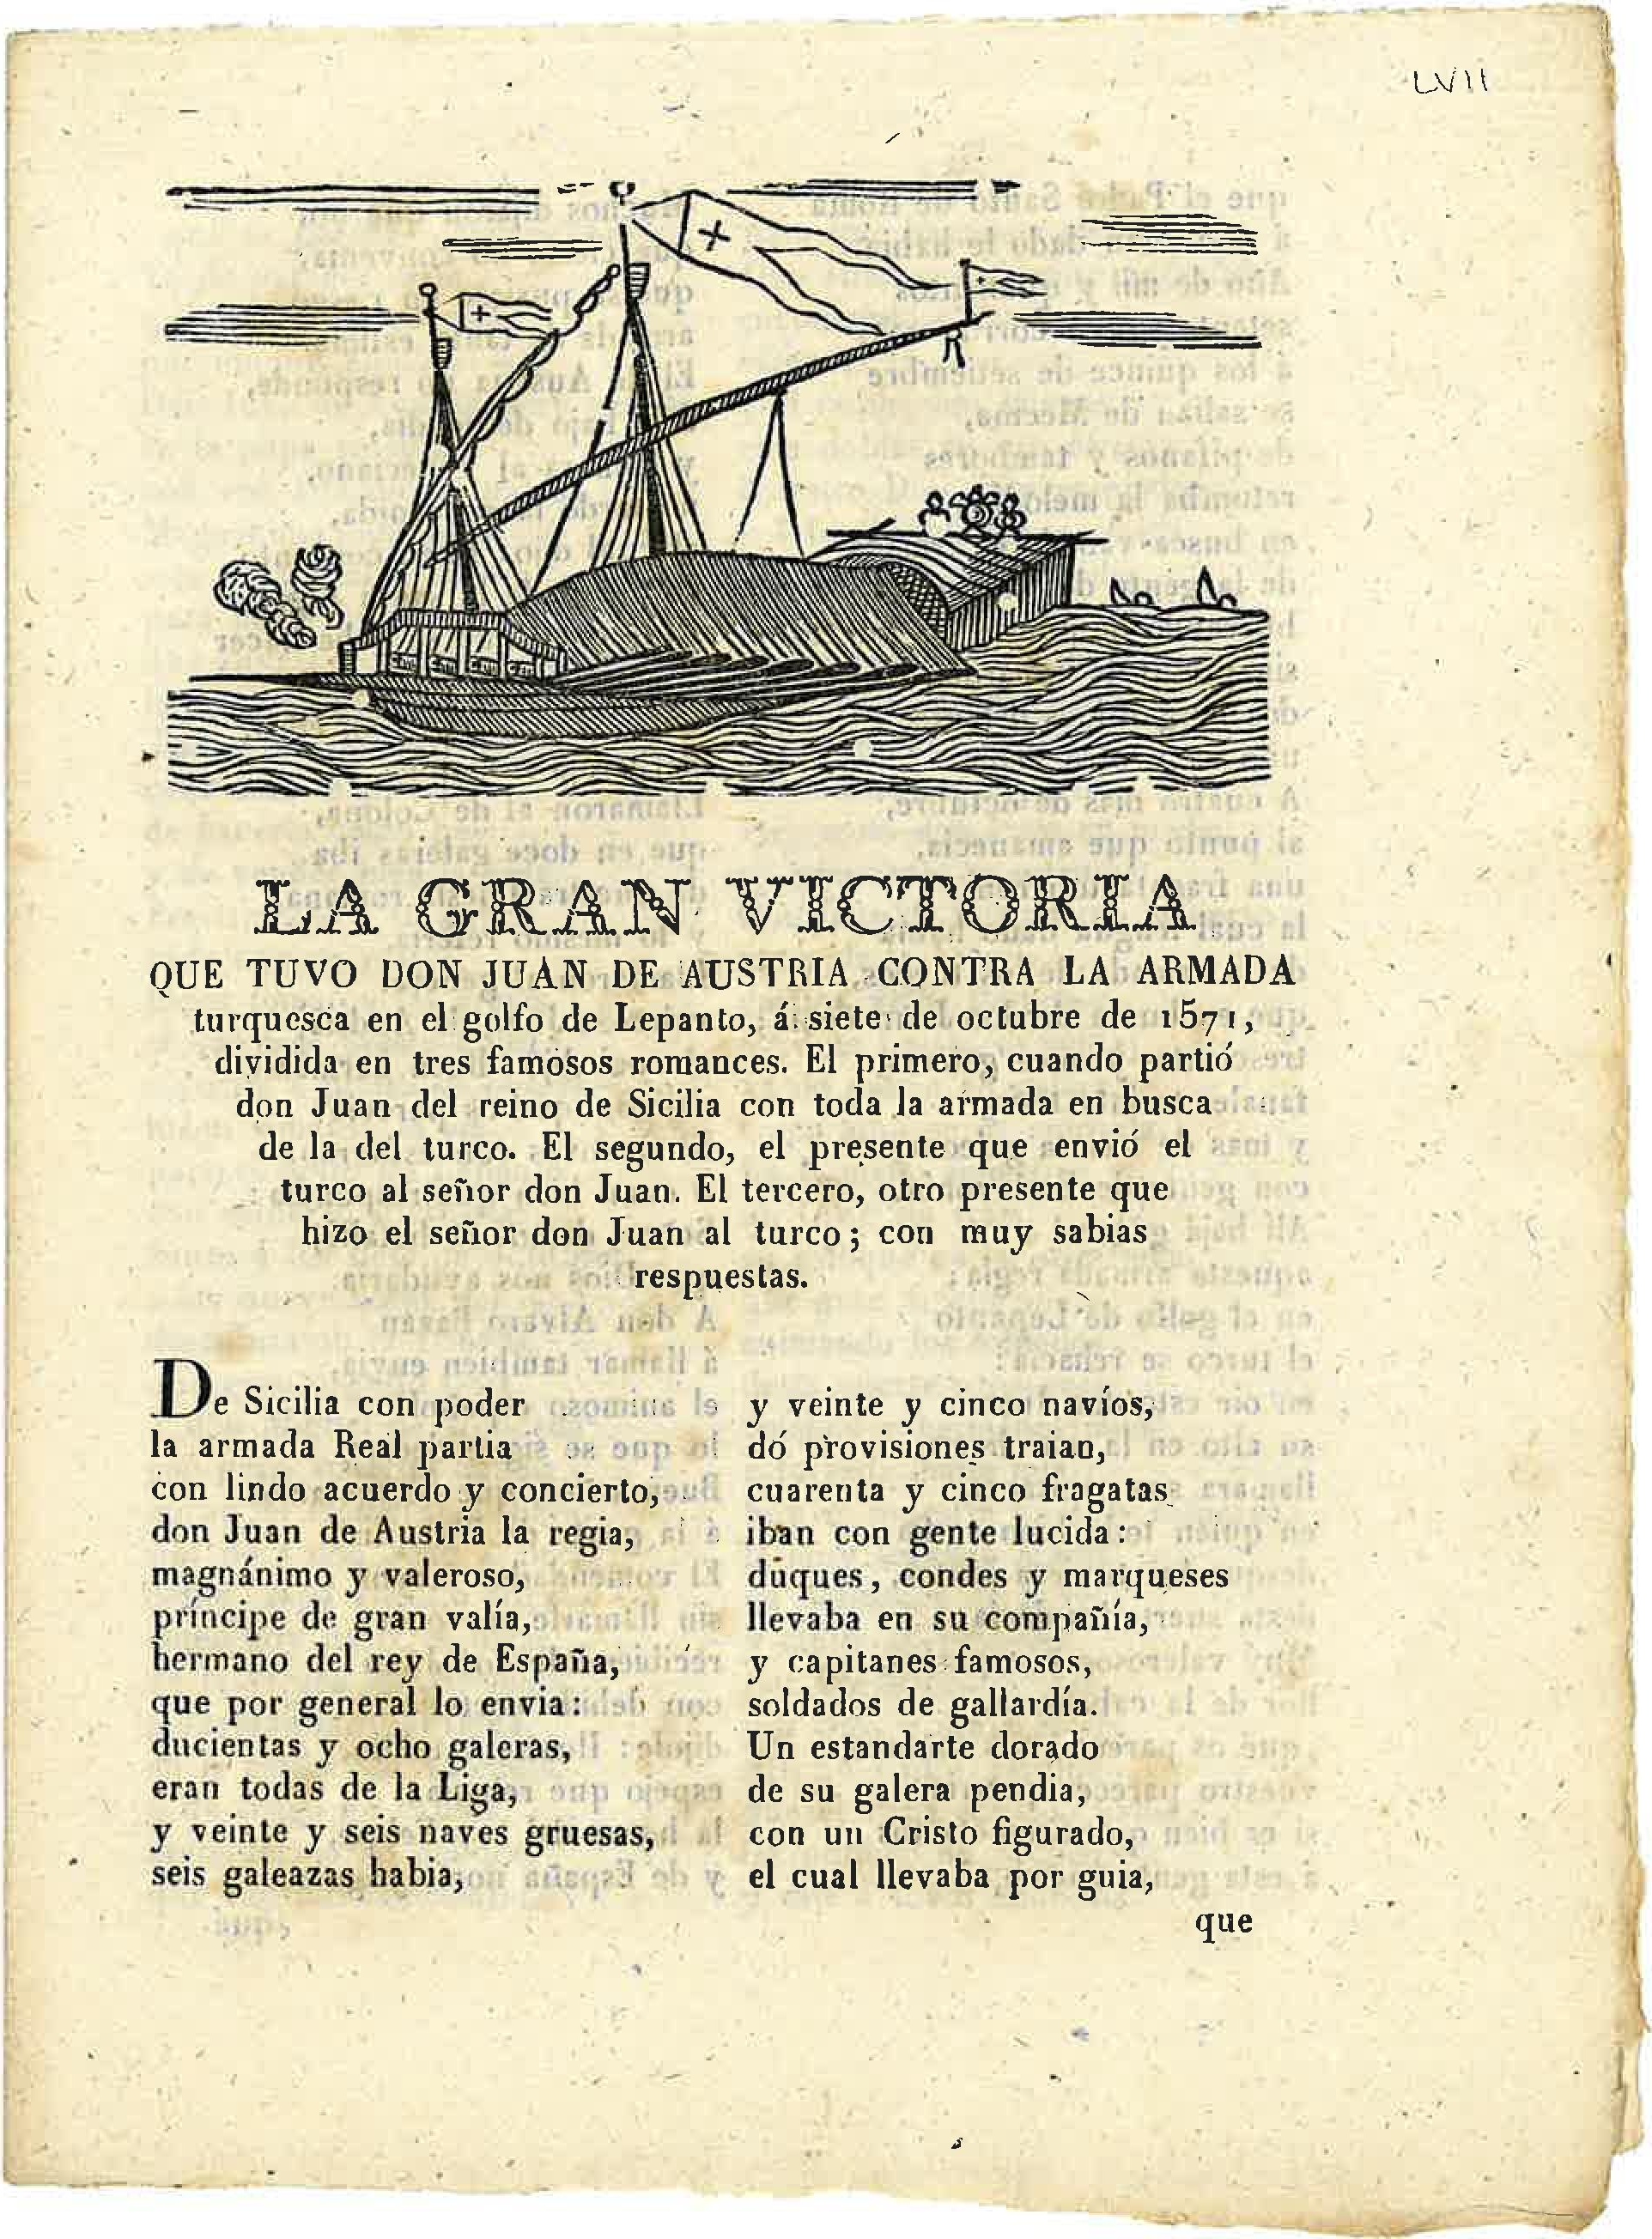 LVII
LA GRAN VICTORIA
QUE TUVO DON JUAN DE AUSTRIA CONTRA LA ARMADA
turquesca en el golfo de Lepanto, á siete de octubre de 1571,
dividida en tres famosos romances. El primero, cuando partió
don Juan del reino de Sicilia con toda la armada en busca
de la del turco. El segundo, el presente que envió el
turco al señor don Juan. El tercero, otro presente que
hizo el señor don Juan al turco; con muy sabias
respuestas.
De Sicilia con poder
la armada Real partia
con lindo acuerdo y concierto,
don Juan de Austria la regia,
magnánimo y valeroso,
príncipe de gran valía,
hermano del rey de España,
que por general lo envia:
ducientas y ocho galeras,
eran todas de la Liga,
y veinte y seis naves gruesas,
seis galeazas habia,
y veinte y cinco navíos,
dó provisiones traian,
cuarenta y cinco fragatas
iban con gente lucida:
duques, condes y marqueses
llevaba en su compañía,
y capitanes famosos,
soldados de gallardía.
Un estandarte dorado
de su galera pendia,
con un Cristo figurado,
el cual llevaba por guia,
que